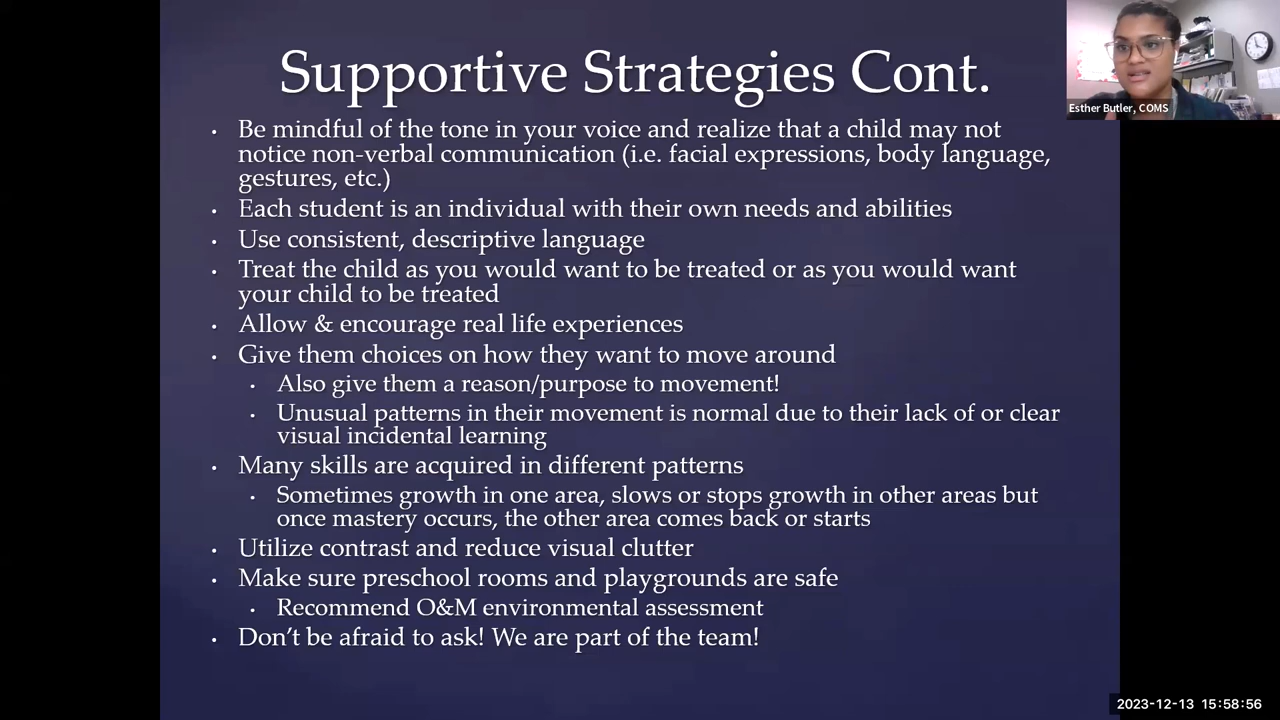 Supportive Strategies Cont.
• Be mindful of the tone in your voice and realize that a child may not
notice non-verbal communication (i.e. facial expressions, body language,
gestures, etc.)
• Each student is an individual with their own needs and abilities
• Use consistent, descriptive language
• Treat the child as you would want to be treated or as you would want
your child to be treated
• Allow & encourage real life experiences
• Give them choices on how they want to move around
• Also give them a reason/purpose to movement!
• Unusual patterns in their movement is normal due to their lack of or clear
visual incidental learning
• Many skills are acquired in different patterns
• Sometimes growth in one area, slows or stops growth in other areas but
once mastery occurs, the other area comes back or starts
• Utilize contrast and reduce visual clutter
• Make sure preschool rooms and playgrounds are safe
• Recommend O&M environmental assessment
• Don’t be afraid to ask! We are part of the team!
Esther Butler, COMS
2023-12-13 15:58:56